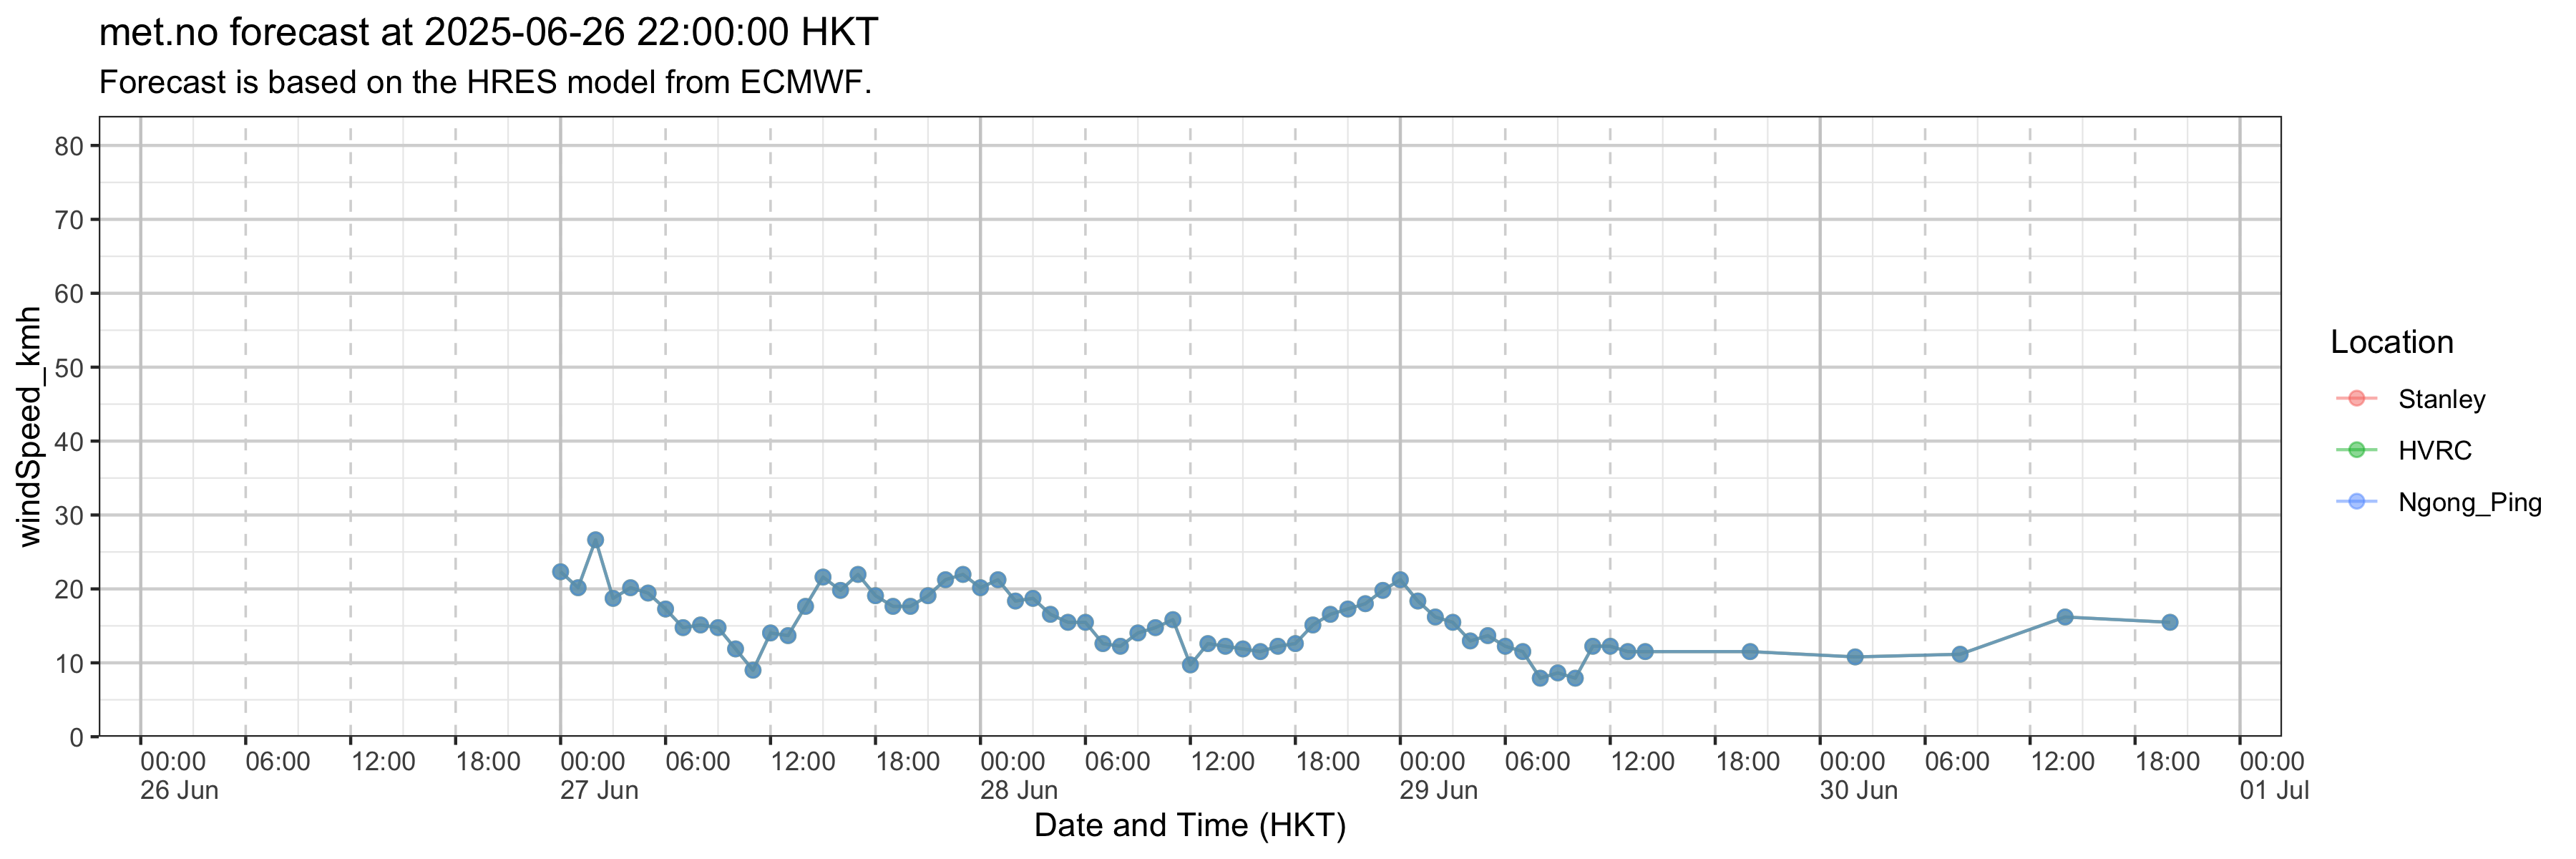 met.no forecast at 2025-06-26 22:00:00 HKT
Forecast is based on the HRES model from ECMWF.
windSpeed_kmh
80
70
60
50
40
30
20
10
0
00:00 06:00 12:00 18:00 00:00 06:00 12:00 18:00 00:00 06:00 12:00 18:00 00:00 06:00 12:00 18:00 00:00 06:00 12:00 18:00 00:00
26 Jun 27 Jun 28 Jun 29 Jun 30 Jun 01 Jul
Date and Time (HKT)
Location
Stanley
HVRC
Ngong_Ping